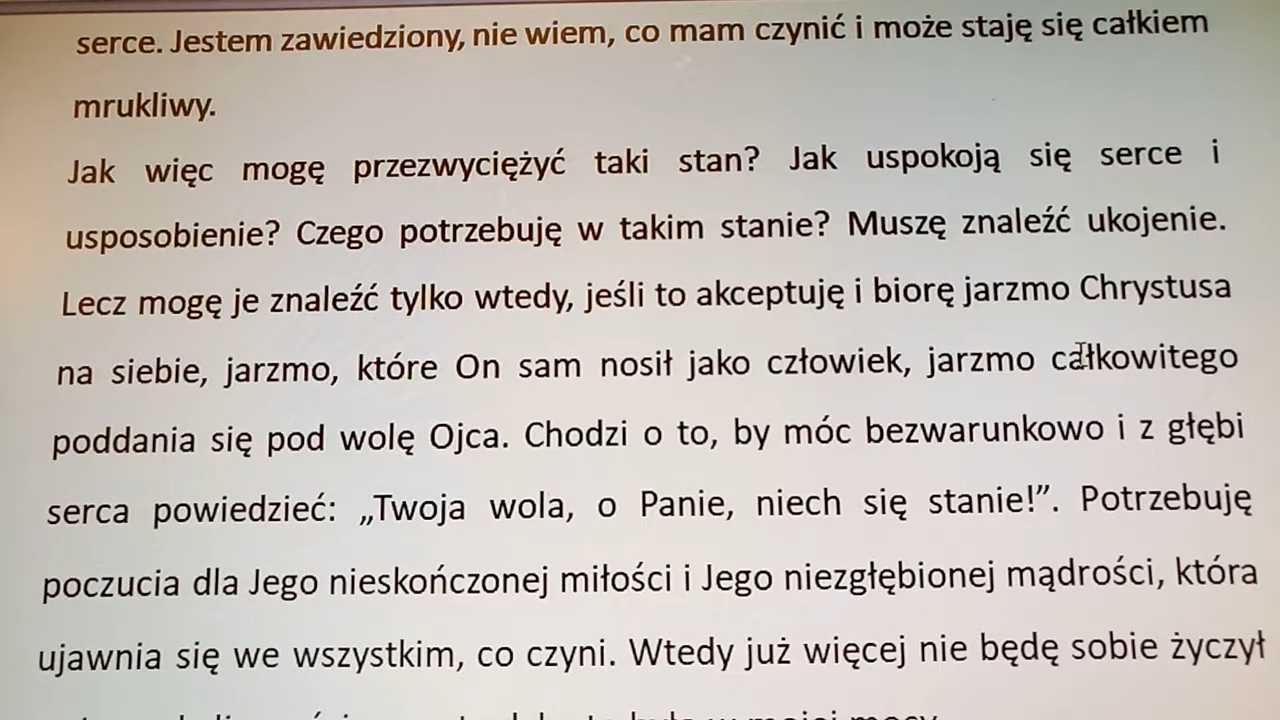 serce. Jestem zawiedziony, nie wiem, co mam czynić i może staję się całkiem
mrukliwy.
Jak więc mogę przezwyciężyć taki stan? Jak uspokoją się serce i
usposobienie? Czego potrzebuję w takim stanie? Muszę znaleźć ukojenie.
Lecz mogę je znaleźć tylko wtedy, jeśli to akceptuję i biorę jarzmo Chrystusa
na siebie, jarzmo, które On sam nosił jako człowiek, jarzmo całkowitego
poddania się pod wolę Ojca. Chodzi o to, by móc bezwarunkowo i z głębi
serca powiedzieć: „Twoja wola, o Panie, niech się stanie!”. Potrzebuję
poczucia dla Jego nieskończonej miłości i Jego niezgłębionej mądrości, która
ujawnia się we wszystkim, co czyni. Wtedy już więcej nie będę sobie życzył